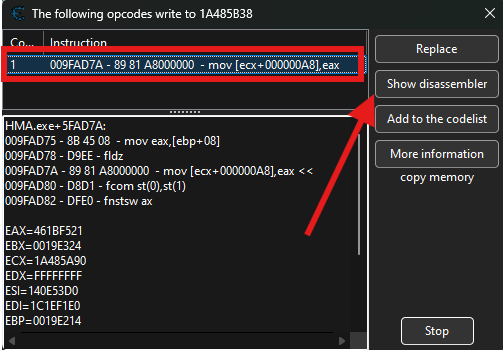 The following opcodes write to 1A485B38
Co... Instruction
1 009FAD7A - 89 81 A8000000 - mov [ecx+000000A8],eax
Replace
Show disassembler
Add to the codelist
More information
copy memory
HMA.exe+5FAD7A:
009FAD75 - 8B 45 08 - mov eax,[ebp+08]
009FAD78 - D9EE - fldz
009FAD7A - 89 81 A8000000 - mov [ecx+000000A8],eax <<
009FAD80 - D8D1 - fcom st(0),st(1)
009FAD82 - DFE0 - fnstsw ax
EAX=461BF521
EBX=0019E324
ECX=1A485A90
EDX=FFFFFFFF
ESI=140E53D0
EDI=1C1EF1E0
EBP=0019E214
Stop